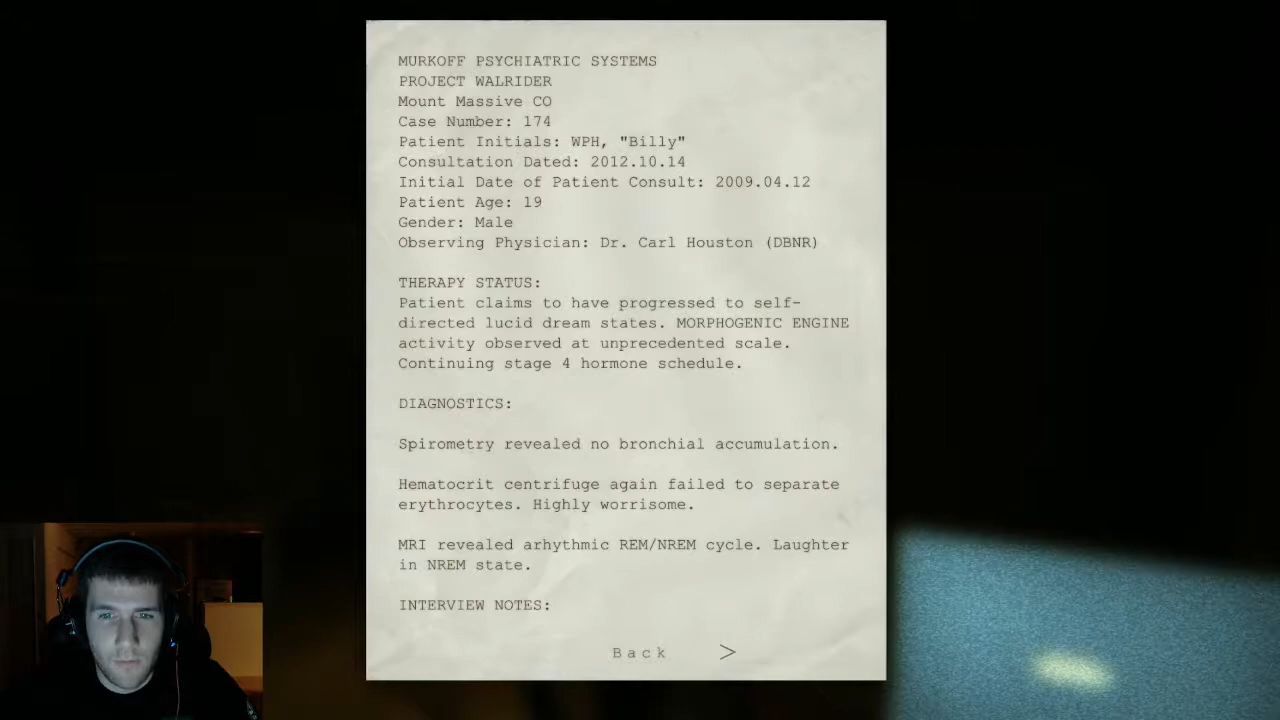 MURKOFF PSYCHIATRIC SYSTEMS
PROJECT WALRIDER
Mount Massive CO
Case Number: 174
Patient Initials: WPH, "Billy"
Consultation Dated: 2012.10.14
Initial Date of Patient Consult: 2009.04.12
Patient Age: 19
Gender: Male
Observing Physician: Dr. Carl Houston (DBNR)
THERAPY STATUS:
Patient claims to have progressed to self-
directed lucid dream states. MORPHOGENIC ENGINE
activity observed at unprecedented scale.
Continuing stage 4 hormone schedule.
DIAGNOSTICS:
Spirometry revealed no bronchial accumulation.
Hematocrit centrifuge again failed to separate
erythrocytes. Highly worrisome.
MRI revealed arhythmic REM/NREM cycle. Laughter
in NREM state.
INTERVIEW NOTES:
Back >